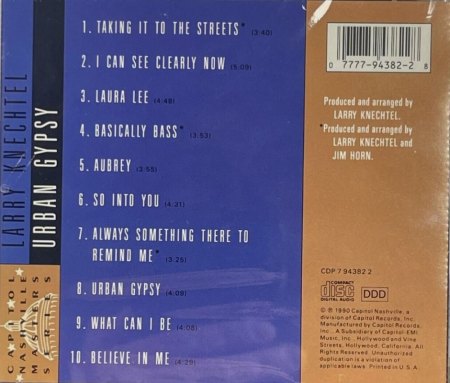 LARRY KNECHTEL
URBAN GYPSY
CAPITOL
NASHVILLE
MASTERS
SERIES
1. TAKING IT TO THE STREETS* (3:40)
2. I CAN SEE CLEARLY NOW (5:09)
3. LAURA LEE (4:48)
4. BASICALLY BASS* (3:53)
5. AUBREY (3:55)
6. SO INTO YOU (4:31)
7. ALWAYS SOMETHING THERE TO
REMIND ME* (3:25)
8. URBAN GYPSY (4:09)
9. WHAT CAN I BE (4:08)
10. BELIEVE IN ME (4:29)
0 7777-94382-2 8
Produced and arranged by
LARRY KNECHTEL.
*Produced and arranged by
LARRY KNECHTEL and
JIM HORN.
CDP 7 94382 2
COMPACT
disc
DIGITAL AUDIO
DDD
© ℗ 1990 Capitol Nashville, a
division of Capitol Records, Inc.
Manufactured by Capitol Records,
Inc., A Subsidiary of Capitol-EMI
Music, Inc., Hollywood and Vine
Streets, Hollywood, California. All
Rights Reserved. Unauthorized
duplication is a violation of
applicable laws. Printed in U.S.A.